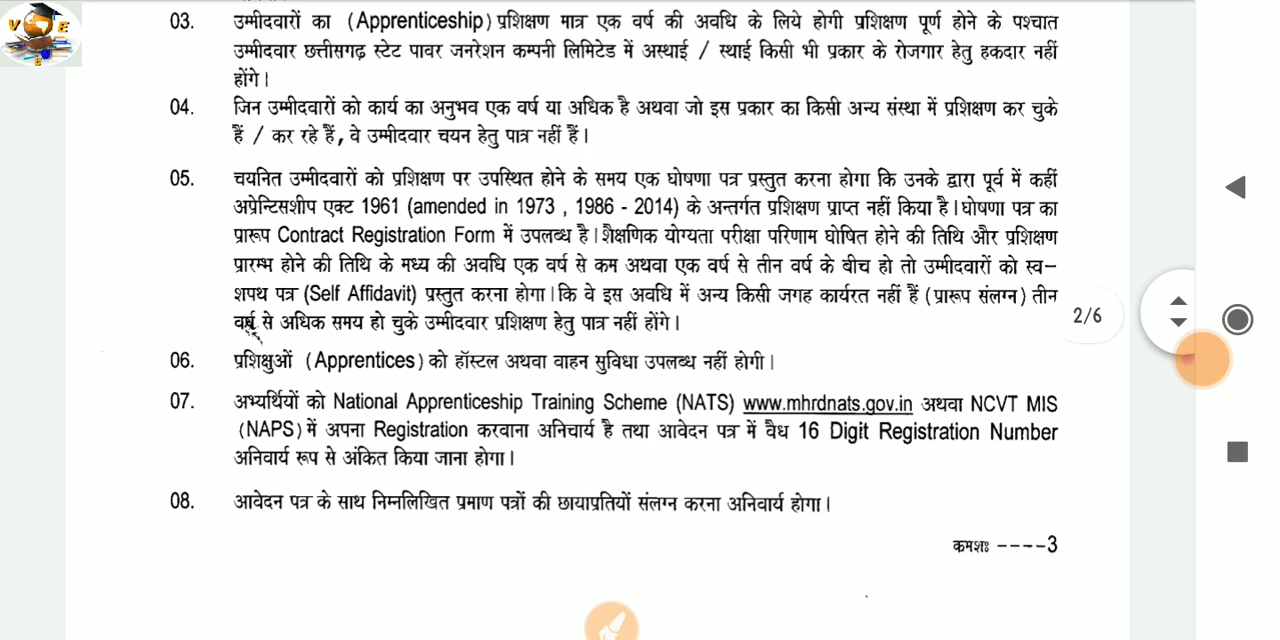 V E
E
03. उम्मीदवारों का (Apprenticeship) प्रशिक्षण मात्र एक वर्ष की अवधि के लिये होगी प्रशिक्षण पूर्ण होने के पश्चात
उम्मीदवार छत्तीसगढ़ स्टेट पावर जनरेशन कम्पनी लिमिटेड में अस्थाई / स्थाई किसी भी प्रकार के रोजगार हेतु हकदार नहीं
होंगे।
04. जिन उम्मीदवारों को कार्य का अनुभव एक वर्ष या अधिक है अथवा जो इस प्रकार का किसी अन्य संस्था में प्रशिक्षण कर चुके
हैं / कर रहे हैं, वे उम्मीदवार चयन हेतु पात्र नहीं हैं।
05. चयनित उम्मीदवारों को प्रशिक्षण पर उपस्थित होने के समय एक घोषणा पत्र प्रस्तुत करना होगा कि उनके द्वारा पूर्व में कहीं
अप्रेन्टिसशीप एक्ट 1961 (amended in 1973 , 1986 - 2014) के अन्तर्गत प्रशिक्षण प्राप्त नहीं किया है। घोषणा पत्र का
प्रारूप Contract Registration Form में उपलब्ध है। शैक्षणिक योग्यता परीक्षा परिणाम घोषित होने की तिथि और प्रशिक्षण
प्रारम्भ होने की तिथि के मध्य की अवधि एक वर्ष से कम अथवा एक वर्ष से तीन वर्ष के बीच हो तो उम्मीदवारों को स्व-
शपथ पत्र (Self Affidavit) प्रस्तुत करना होगा। कि वे इस अवधि में अन्य किसी जगह कार्यरत नहीं हैं (प्रारूप संलग्न) तीन
वर्ष से अधिक समय हो चुके उम्मीदवार प्रशिक्षण हेतु पात्र नहीं होंगे।
2/6
06. प्रशिक्षुओं (Apprentices) को हॉस्टल अथवा वाहन सुविधा उपलब्ध नहीं होगी।
07. अभ्यर्थियों को National Apprenticeship Training Scheme (NATS) www.mhrdnats.gov.in अथवा NCVT MIS
(NAPS) में अपना Registration करवाना अनिचार्य है तथा आवेदन पत्र में वैध 16 Digit Registration Number
अनिवार्य रूप से अंकित किया जाना होगा।
08. आवेदन पत्र के साथ निम्नलिखित प्रमाण पत्रों की छायाप्रतियों संलग्न करना अनिवार्य होगा।
कमशः ----3